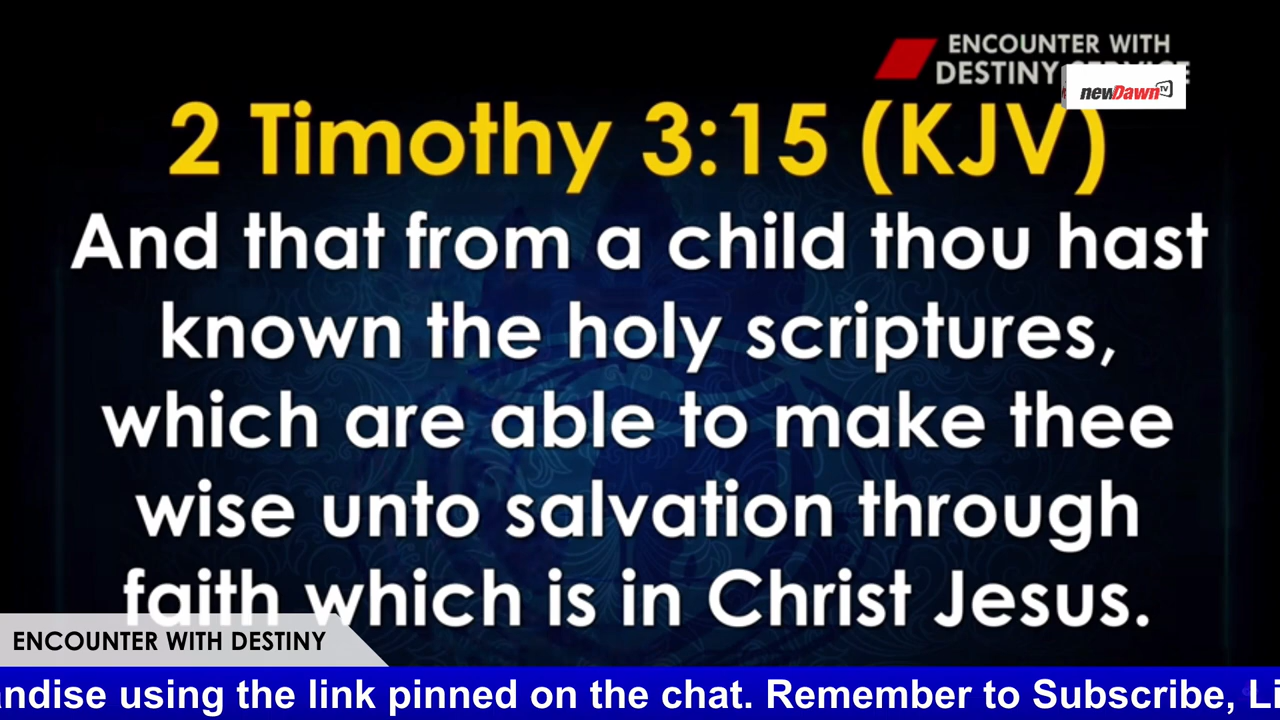 ENCOUNTER WITH
DESTINY SERVICE
newDawn TV
2 Timothy 3:15 (KJV)
And that from a child thou hast
known the holy scriptures,
which are able to make thee
wise unto salvation through
faith which is in Christ Jesus.
ENCOUNTER WITH DESTINY
using the link pinned on the chat. Remember to Subscribe,